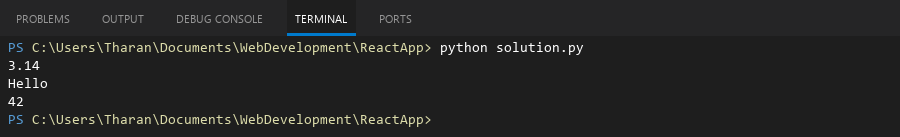 PROBLEMS OUTPUT DEBUG CONSOLE TERMINAL PORTS
PS C:\Users\Tharan\Documents\WebDevelopment\ReactApp> python solution.py
3.14
Hello
42
PS C:\Users\Tharan\Documents\WebDevelopment\ReactApp>